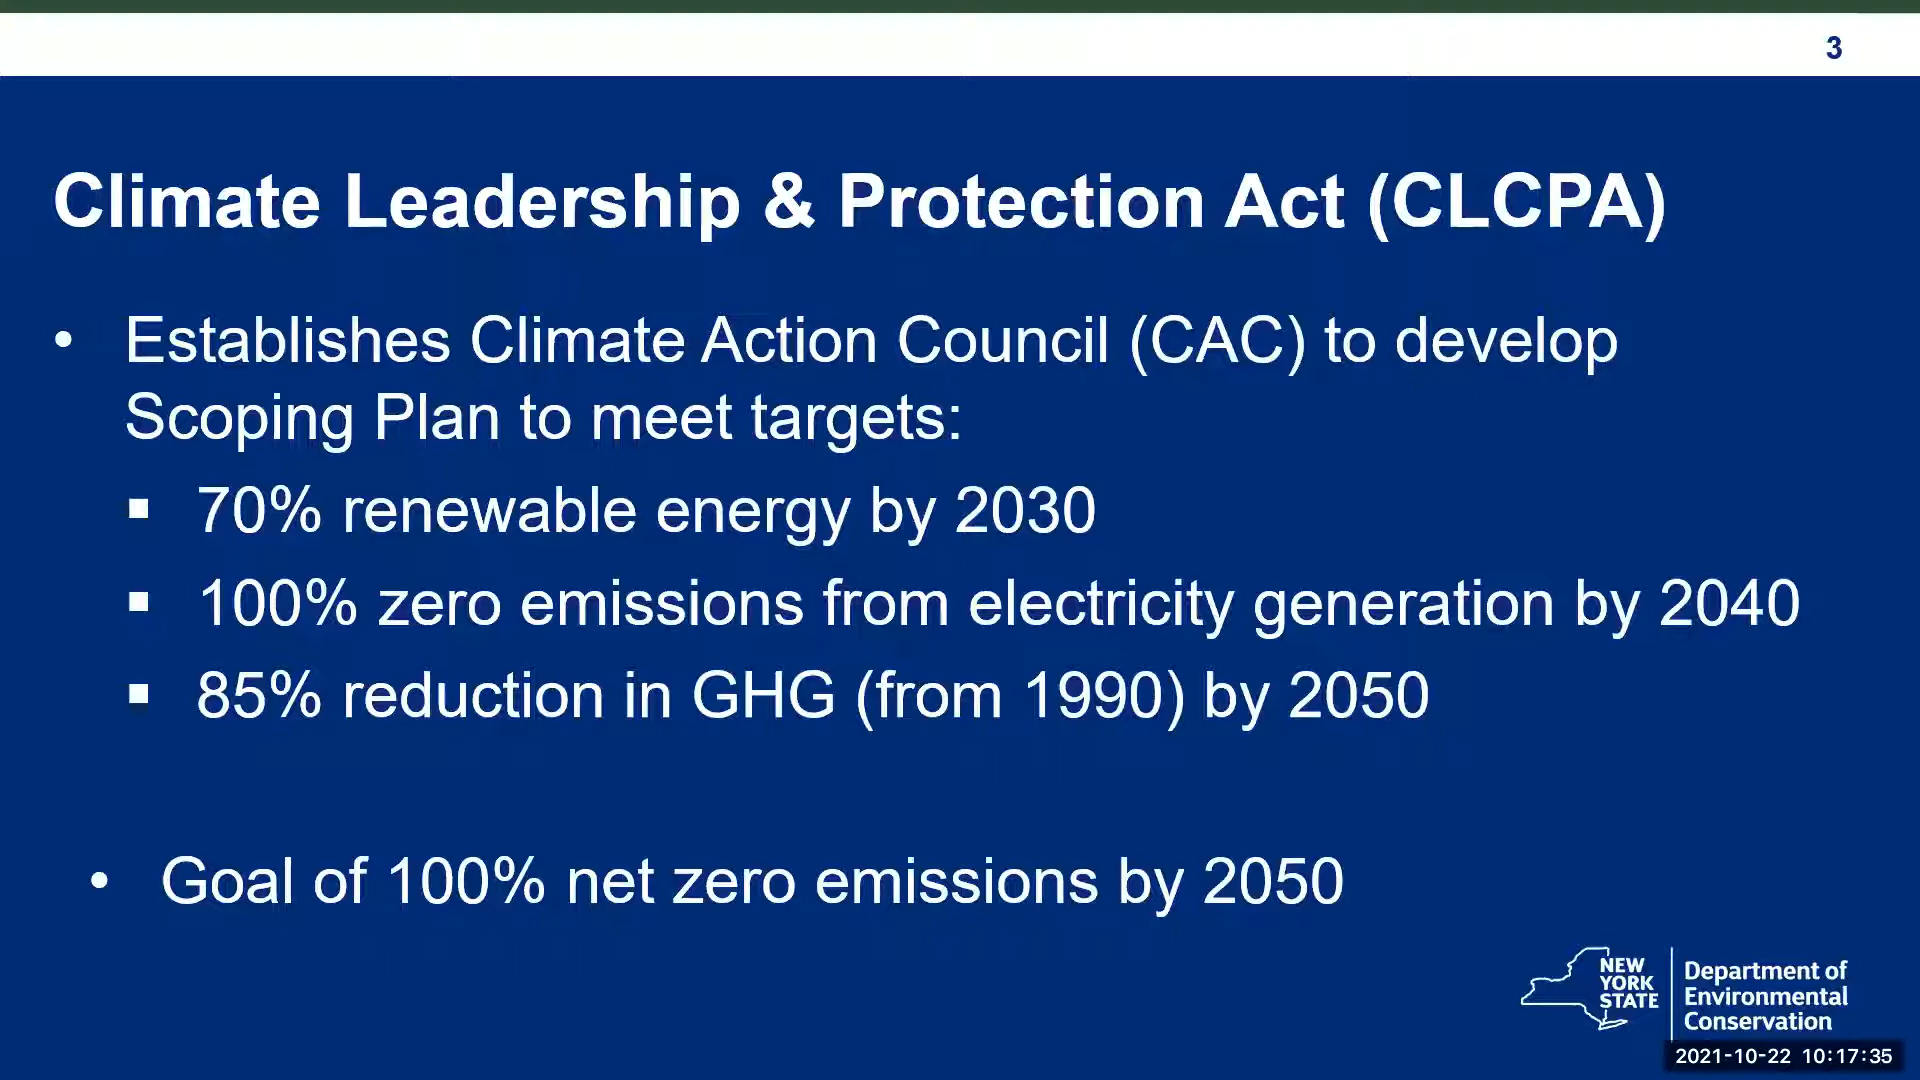 3
Climate Leadership & Protection Act (CLCPA)
• Establishes Climate Action Council (CAC) to develop
Scoping Plan to meet targets:
▪ 70% renewable energy by 2030
▪ 100% zero emissions from electricity generation by 2040
▪ 85% reduction in GHG (from 1990) by 2050
• Goal of 100% net zero emissions by 2050
NEW
YORK
STATE
Department of
Environmental
Conservation
2021-10-22 10:17:35